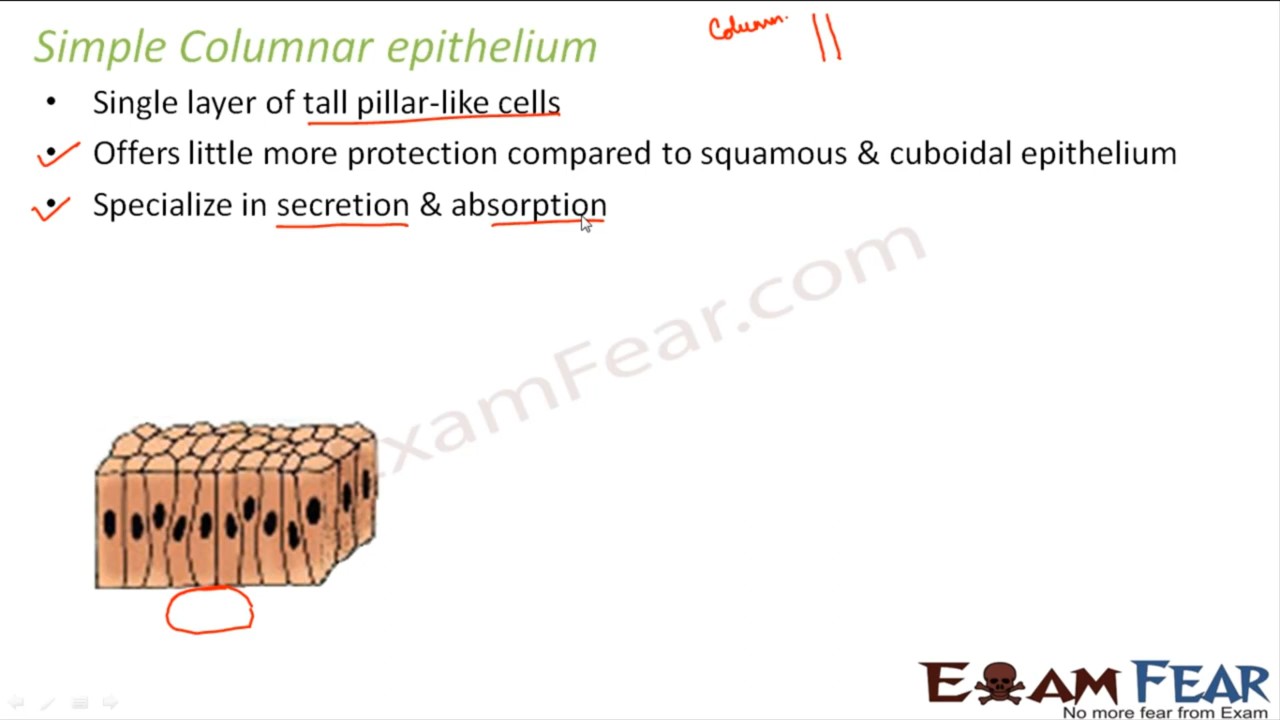 Simple Columnar epithelium
Column.
• Single layer of tall pillar-like cells
• Offers little more protection compared to squamous & cuboidal epithelium
• Specialize in secretion & absorption
ExamFear.com
EXAM FEAR
No more fear from Exam